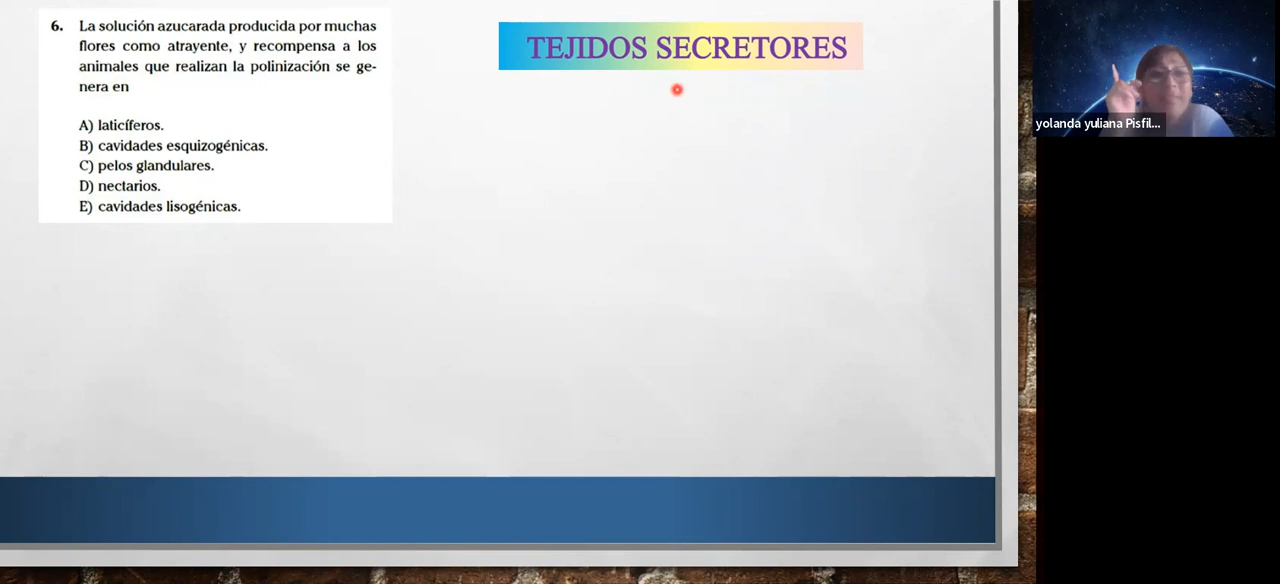 6. La solución azucarada producida por muchas
flores como atrayente, y recompensa a los
animales que realizan la polinización se ge-
nera en
A) laticíferos.
B) cavidades esquizogénicas.
C) pelos glandulares.
D) nectarios.
E) cavidades lisogénicas.
TEJIDOS SECRETORES
yolanda yuliana Pisfil...